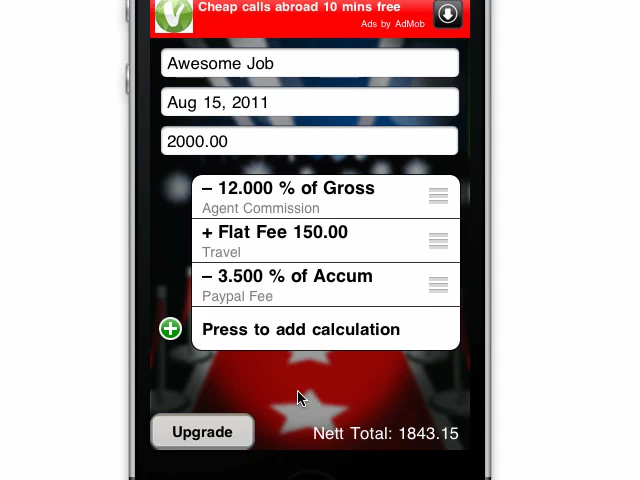 Cheap calls abroad 10 mins free
Ads by AdMob
Awesome Job
Aug 15, 2011
2000.00
– 12.000 % of Gross
Agent Commission
+ Flat Fee 150.00
Travel
– 3.500 % of Accum
Paypal Fee
Press to add calculation
Upgrade
Nett Total: 1843.15